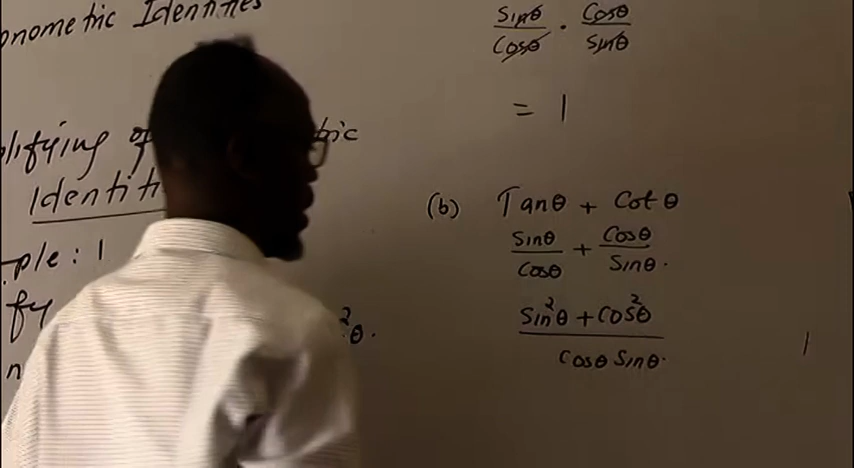 onometric Identities
lifying of
Identiti
ple : 1
fy
n
²θ.
Sinθ/Cosθ · Cosθ/Sinθ
= 1
(b) Tanθ + Cotθ
Sinθ/Cosθ + Cosθ/Sinθ.
Sin²θ + Cos²θ
Cosθ Sinθ.